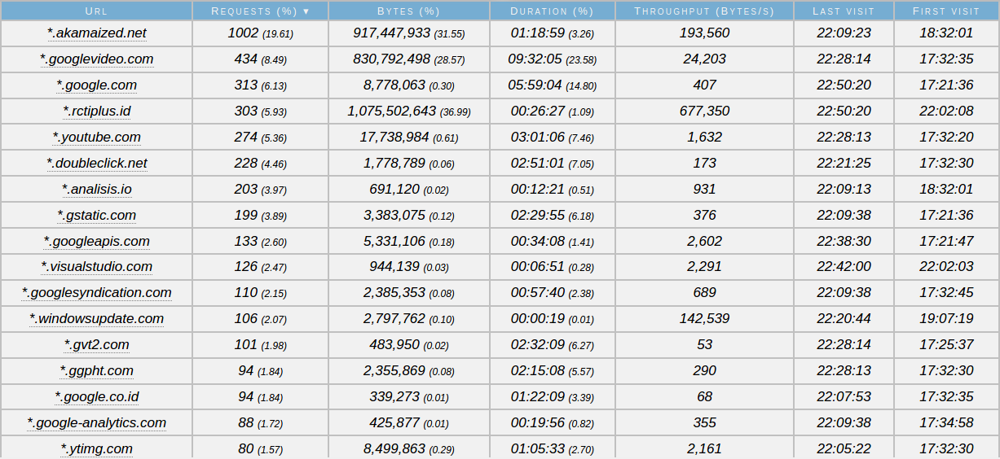 Url Requests (%) ▼ Bytes (%) Duration (%) Throughput (Bytes/s) Last visit First visit
*.akamaized.net 1002 (19.61) 917,447,933 (31.55) 01:18:59 (3.26) 193,560 22:09:23 18:32:01
*.googlevideo.com 434 (8.49) 830,792,498 (28.57) 09:32:05 (23.58) 24,203 22:28:14 17:32:35
*.google.com 313 (6.13) 8,778,063 (0.30) 05:59:04 (14.80) 407 22:50:20 17:21:36
*.rctiplus.id 303 (5.93) 1,075,502,643 (36.99) 00:26:27 (1.09) 677,350 22:50:20 22:02:08
*.youtube.com 274 (5.36) 17,738,984 (0.61) 03:01:06 (7.46) 1,632 22:28:13 17:32:20
*.doubleclick.net 228 (4.46) 1,778,789 (0.06) 02:51:01 (7.05) 173 22:21:25 17:32:30
*.analisis.io 203 (3.97) 691,120 (0.02) 00:12:21 (0.51) 931 22:09:13 18:32:01
*.gstatic.com 199 (3.89) 3,383,075 (0.12) 02:29:55 (6.18) 376 22:09:38 17:21:36
*.googleapis.com 133 (2.60) 5,331,106 (0.18) 00:34:08 (1.41) 2,602 22:38:30 17:21:47
*.visualstudio.com 126 (2.47) 944,139 (0.03) 00:06:51 (0.28) 2,291 22:42:00 22:02:03
*.googlesyndication.com 110 (2.15) 2,385,353 (0.08) 00:57:40 (2.38) 689 22:09:38 17:32:45
*.windowsupdate.com 106 (2.07) 2,797,762 (0.10) 00:00:19 (0.01) 142,539 22:20:44 19:07:19
*.gvt2.com 101 (1.98) 483,950 (0.02) 02:32:09 (6.27) 53 22:28:14 17:25:37
*.ggpht.com 94 (1.84) 2,355,869 (0.08) 02:15:08 (5.57) 290 22:28:13 17:32:30
*.google.co.id 94 (1.84) 339,273 (0.01) 01:22:09 (3.39) 68 22:07:53 17:32:35
*.google-analytics.com 88 (1.72) 425,877 (0.01) 00:19:56 (0.82) 355 22:09:38 17:34:58
*.ytimg.com 80 (1.57) 8,499,863 (0.29) 01:05:33 (2.70) 2,161 22:05:22 17:32:30